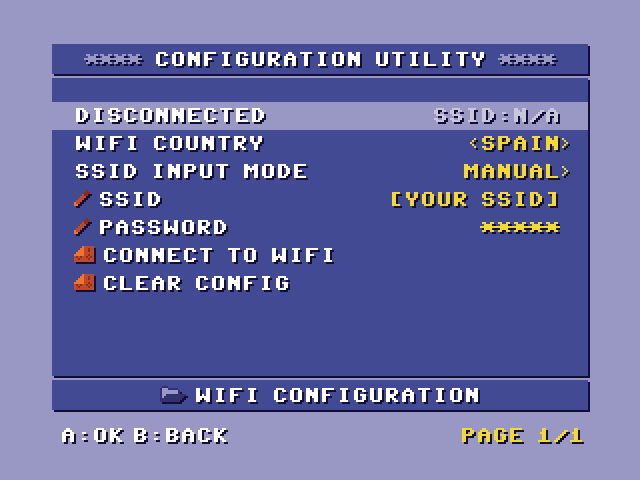 **** CONFIGURATION UTILITY ****
DISCONNECTED SSID:N/A
WIFI COUNTRY <SPAIN>
SSID INPUT MODE MANUAL>
SSID [YOUR SSID]
PASSWORD *****
CONNECT TO WIFI
CLEAR CONFIG
WIFI CONFIGURATION
A:OK B:BACK PAGE 1/1